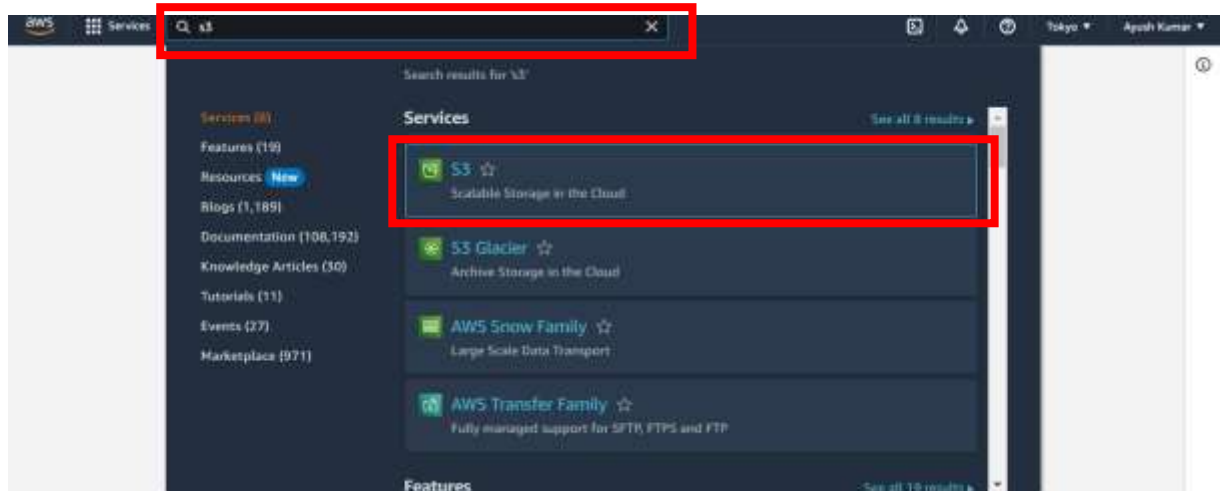 aws Services s3 Tokyo Ayush Kumar
Search results for 's3'
Services (8)
Features (19)
Resources New
Blogs (1,189)
Documentation (108,192)
Knowledge Articles (30)
Tutorials (11)
Events (27)
Marketplace (971)
Services See all 8 results
S3
Scalable Storage in the Cloud
S3 Glacier
Archive Storage in the Cloud
AWS Snow Family
Large Scale Data Transport
AWS Transfer Family
Fully managed support for SFTP, FTPS and FTP
Features See all 19 results